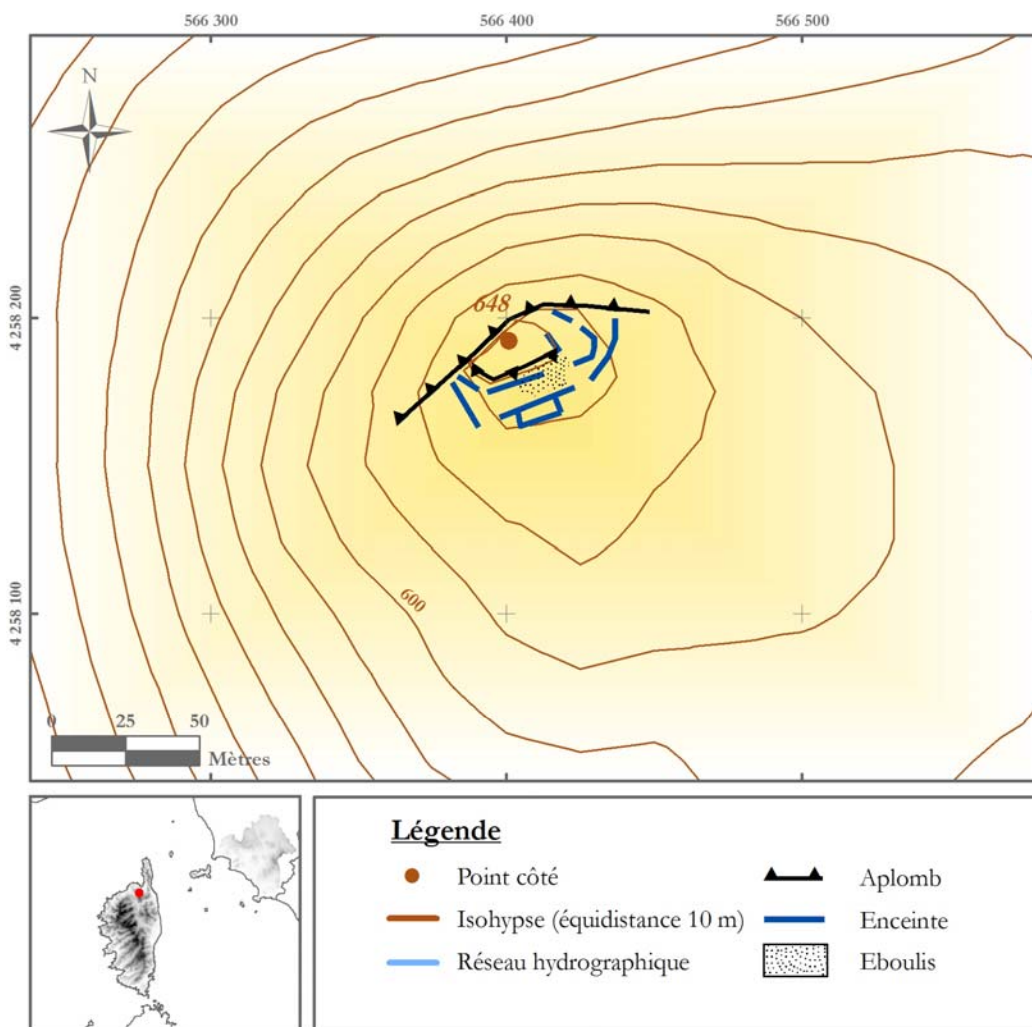 566 300
566 400
566 500
N
4 258 200
648
4 258 100
600
0 25 50
Mètres
Légende
Point côté
Aplomb
Isohypse (équidistance 10 m)
Enceinte
Réseau hydrographique
Eboulis